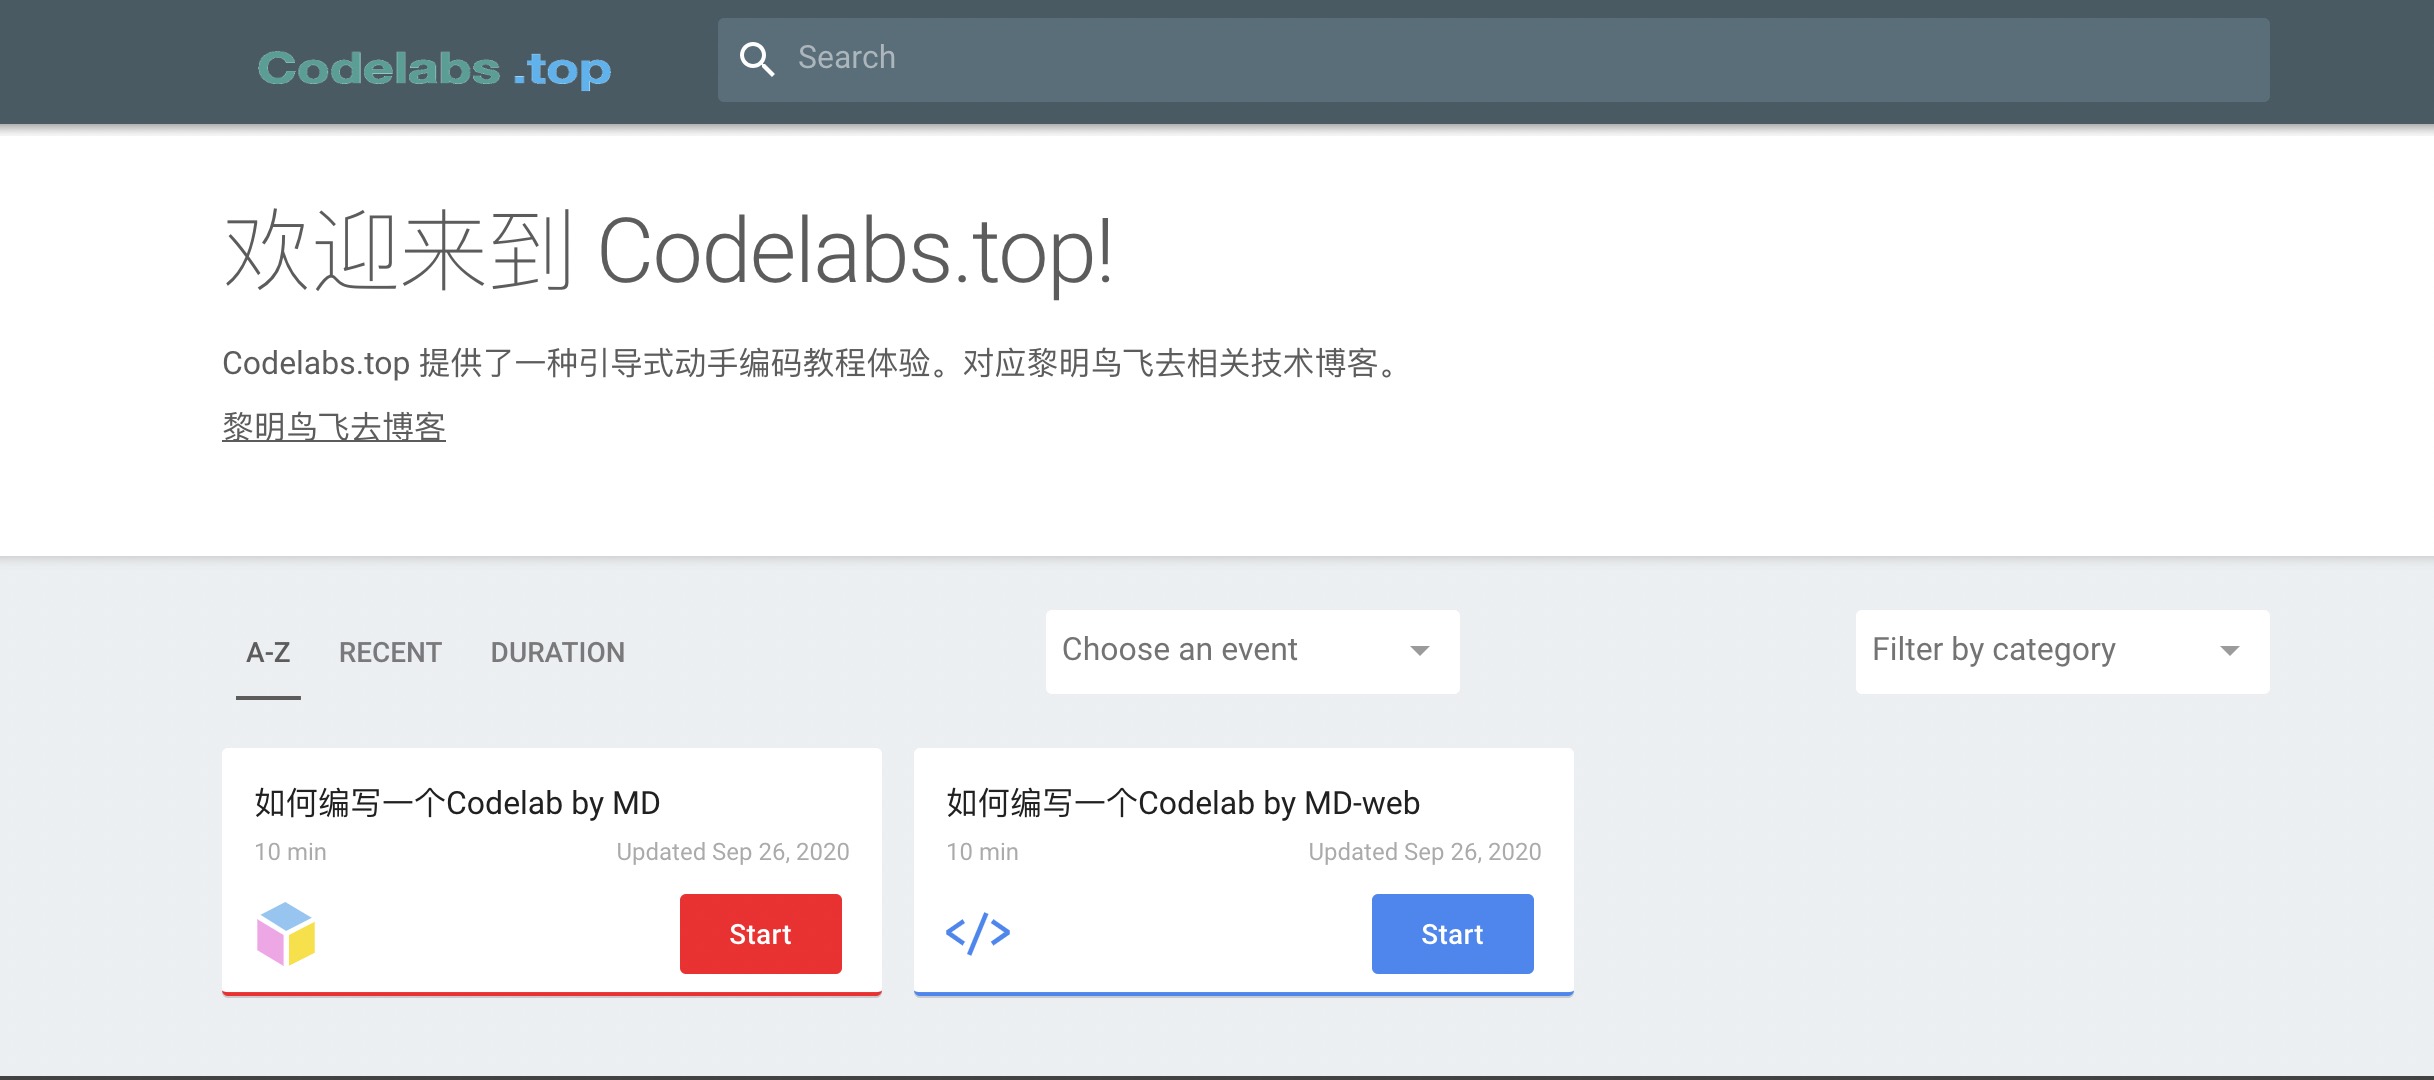 Codelabs .top
Search
欢迎来到 Codelabs.top!
Codelabs.top 提供了一种引导式动手编码教程体验。对应黎明鸟飞去相关技术博客。
黎明鸟飞去博客
A-Z RECENT DURATION
Choose an event
Filter by category
如何编写一个Codelab by MD
10 min Updated Sep 26, 2020
Start
如何编写一个Codelab by MD-web
10 min Updated Sep 26, 2020
</>
Start